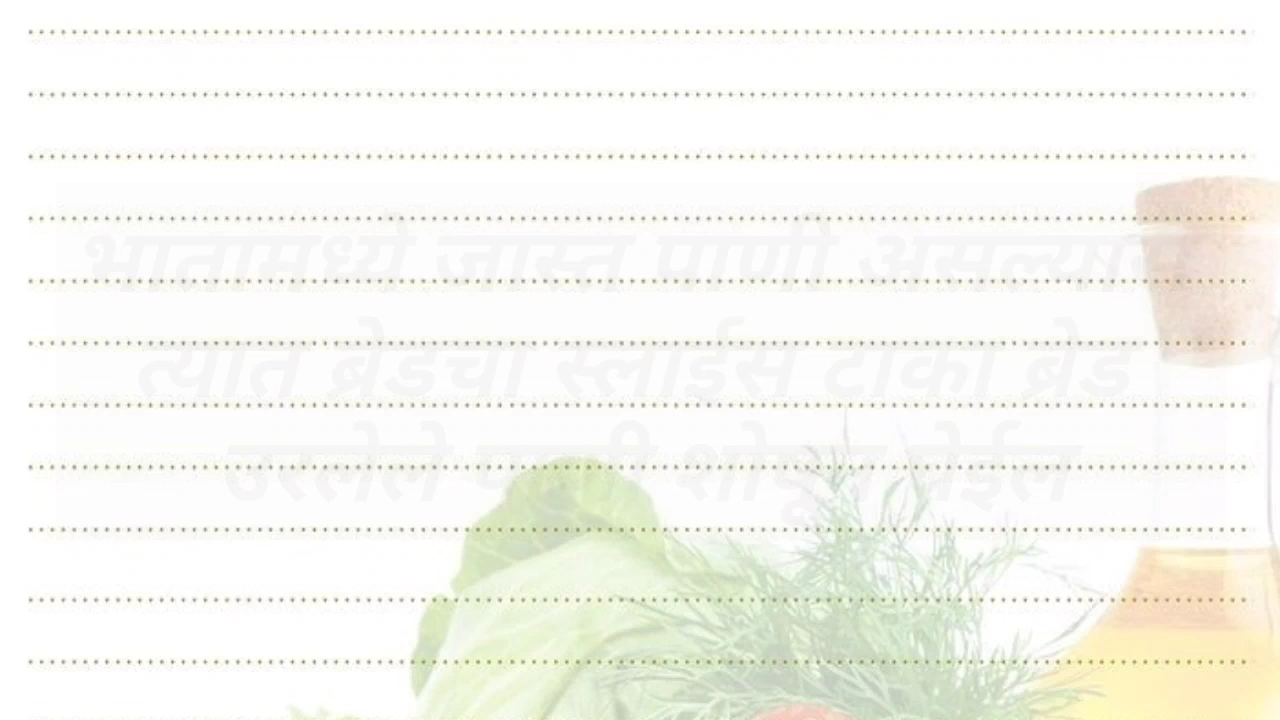 भातामध्ये जास्त पाणी असल्यास
त्यात ब्रेडचा स्लाईस टाका ब्रेड
उरलेले पाणी शोषून घेईल